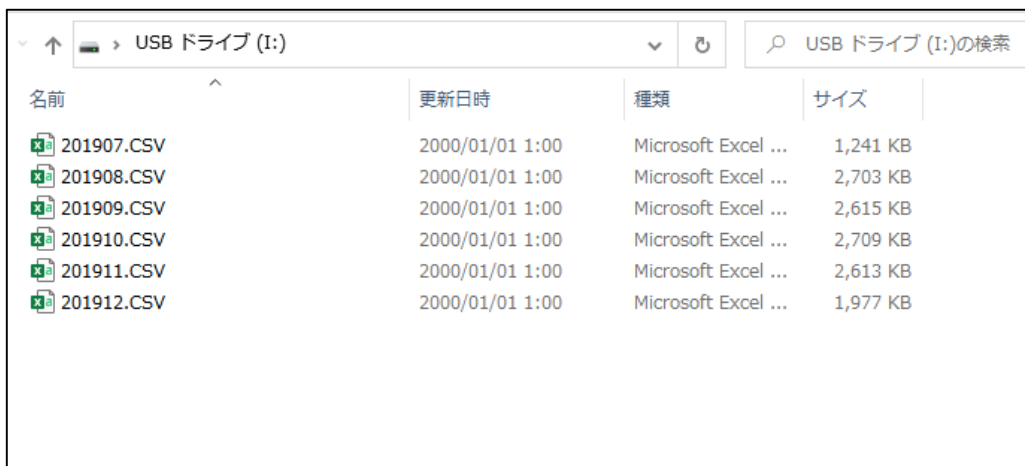 USB ドライブ (I:) USB ドライブ (I:)の検索
名前 更新日時 種類 サイズ
201907.CSV 2000/01/01 1:00 Microsoft Excel ... 1,241 KB
201908.CSV 2000/01/01 1:00 Microsoft Excel ... 2,703 KB
201909.CSV 2000/01/01 1:00 Microsoft Excel ... 2,615 KB
201910.CSV 2000/01/01 1:00 Microsoft Excel ... 2,709 KB
201911.CSV 2000/01/01 1:00 Microsoft Excel ... 2,613 KB
201912.CSV 2000/01/01 1:00 Microsoft Excel ... 1,977 KB